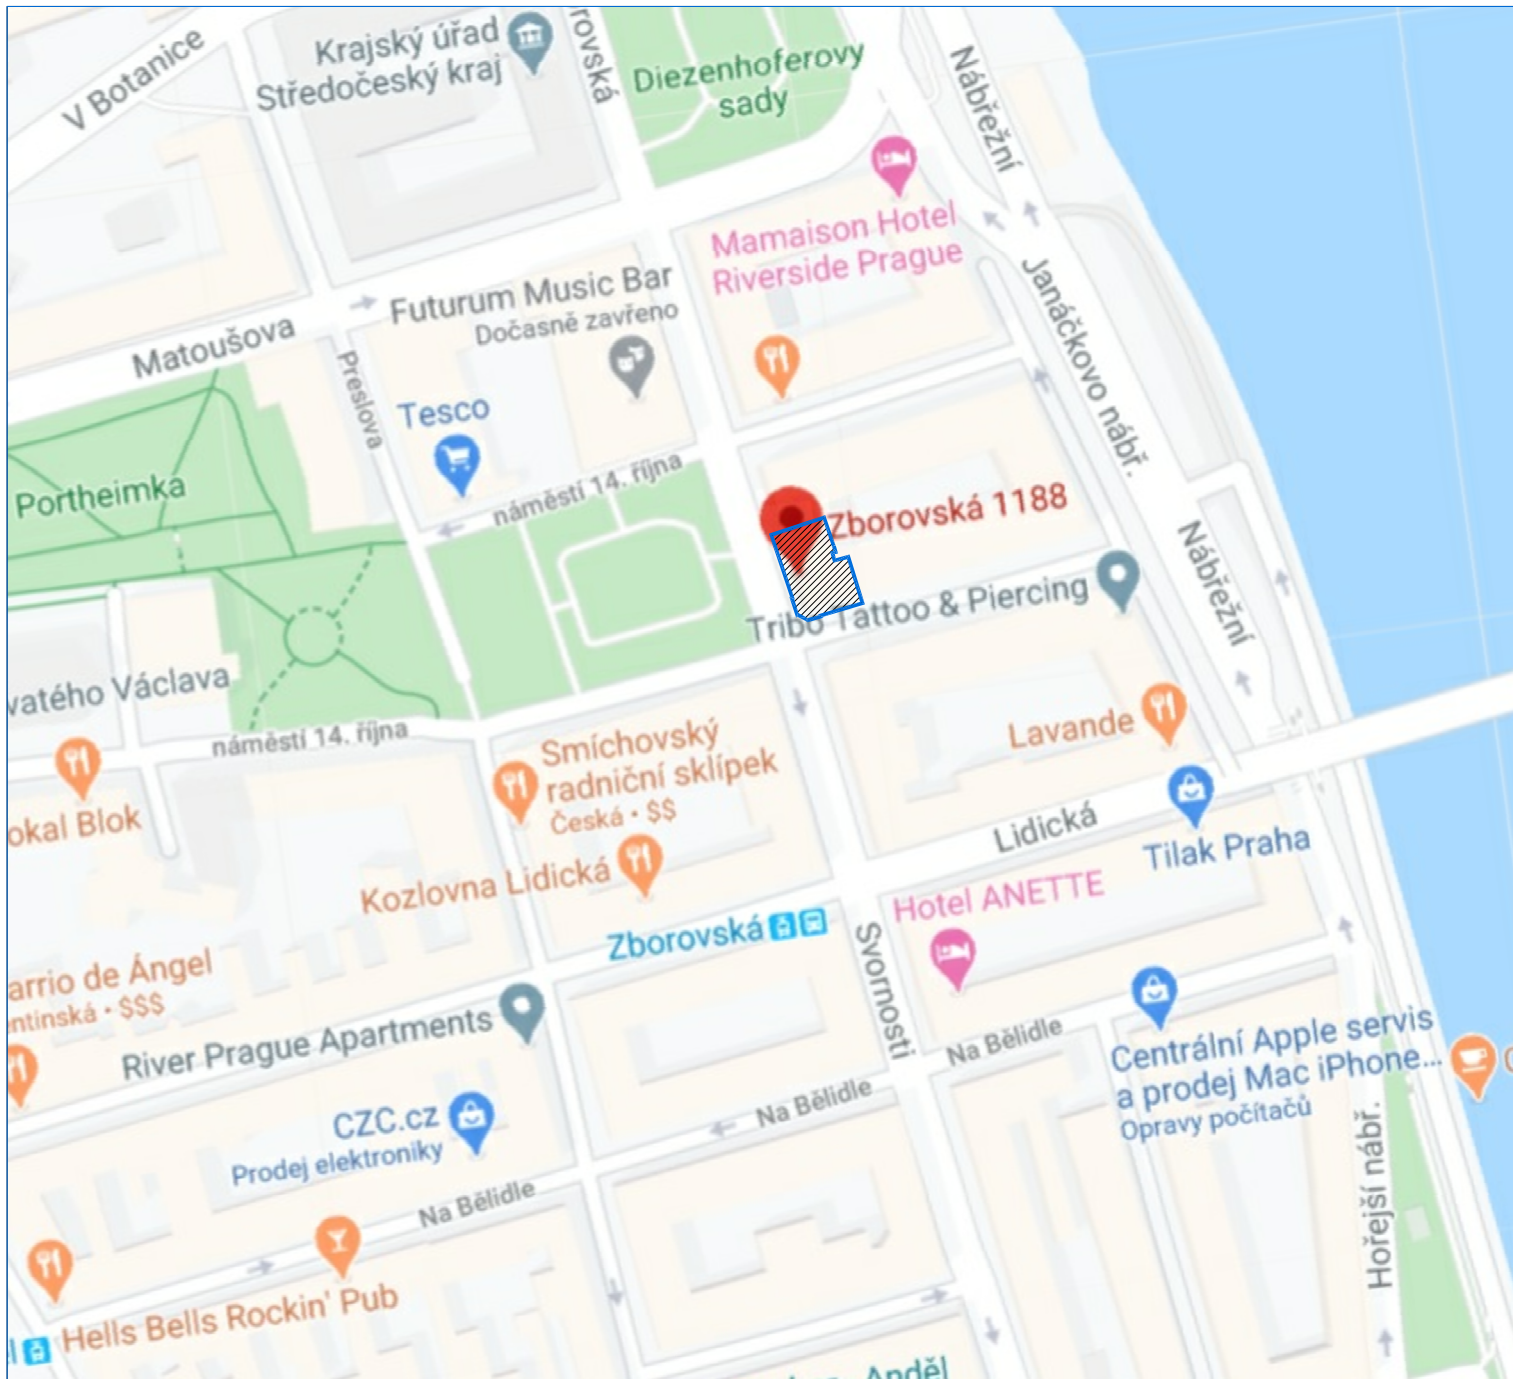 V Botanice
Krajský úřad
Středočeský kraj
rovská
Diezenhoferovy
sady
Nábřežní
Mamaison Hotel
Riverside Prague
Futurum Music Bar
Dočasně zavřeno
Matoušova
Preslova
Janáčkovo nábř.
Tesco
náměstí 14. října
Portheimka
Zborovská 1188
Nábřežní
Tribo Tattoo & Piercing
vatého Václava
náměstí 14. října
Smíchovský
radniční sklípek
Česká • $$
Lavande
okal Blok
Lidická
Tilak Praha
Kozlovna Lidická
Hotel ANETTE
Zborovská
Svornosti
arrio de Ángel
entinská • $$$
River Prague Apartments
Na Bělidle
Centrální Apple servis
a prodej Mac iPhone...
Opravy počítačů
CZC.cz
Prodej elektroniky
Na Bělidle
Na Bělidle
Hořejší nábř.
Hells Bells Rockin' Pub
Anděl